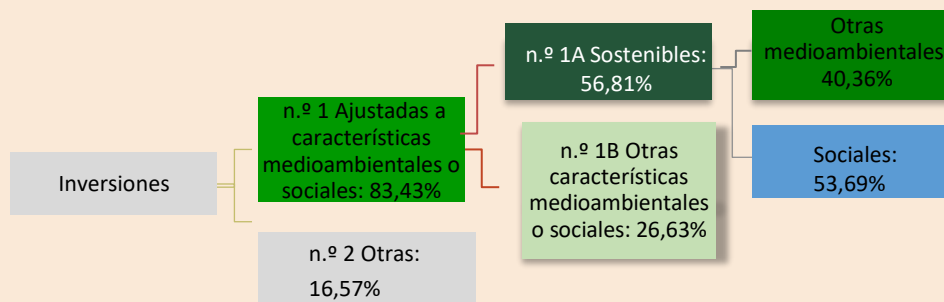 Inversiones
n.º 1 Ajustadas a
características
medioambientales o
sociales: 83,43%
n.º 2 Otras:
16,57%
n.º 1A Sostenibles:
56,81%
n.º 1B Otras
características
medioambientales
o sociales: 26,63%
Otras
medioambientales
40,36%
Sociales:
53,69%